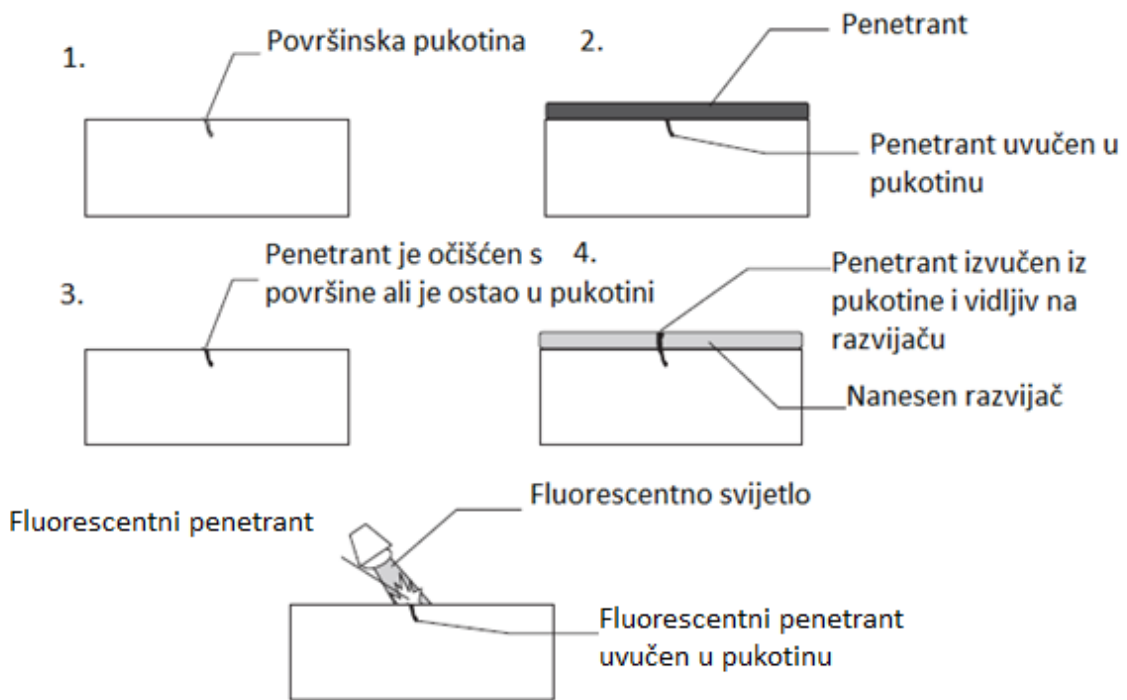 1.
Površinska pukotina
2.
Penetrant
Penetrant uvučen u
pukotinu
3.
Penetrant je očišćen s
površine ali je ostao u pukotini
4.
Penetrant izvučen iz
pukotine i vidljiv na
razvijaču
Nanesen razvijač
Fluorescentni penetrant
Fluorescentno svijetlo
Fluorescentni penetrant
uvučen u pukotinu